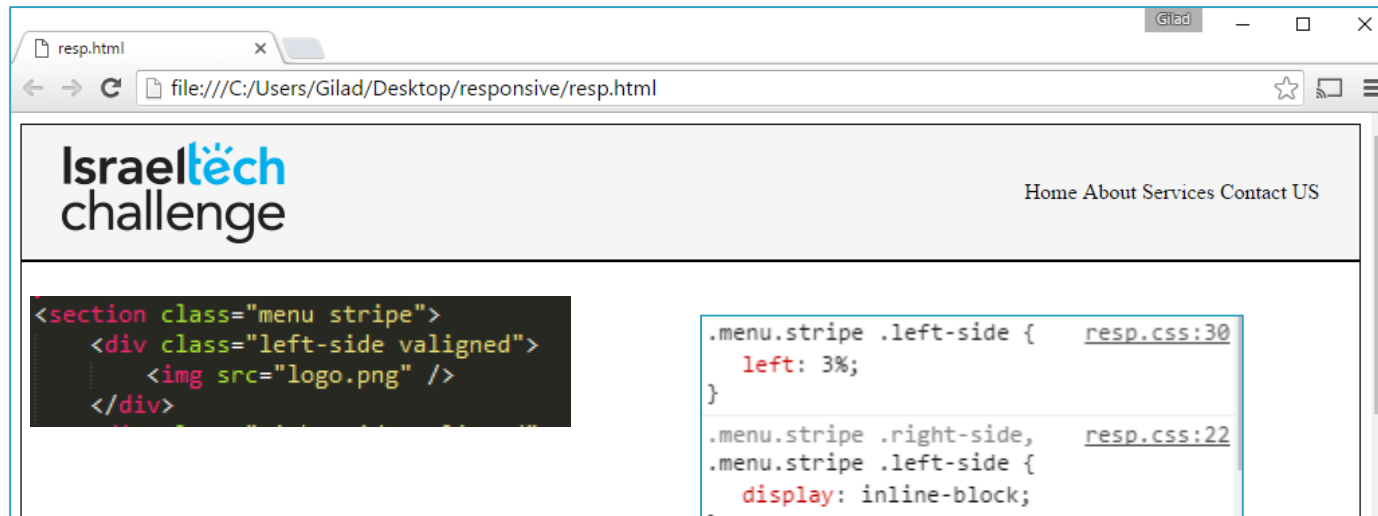 Gilad
resp.html
file:///C:/Users/Gilad/Desktop/responsive/resp.html
Israeltëch
challenge
Home About Services Contact US
<section class="menu stripe">
<div class="left-side valigned">
<img src="logo.png" />
</div>
.menu.stripe .left-side { resp.css:30
left: 3%;
}
.menu.stripe .right-side, resp.css:22
.menu.stripe .left-side {
display: inline-block;